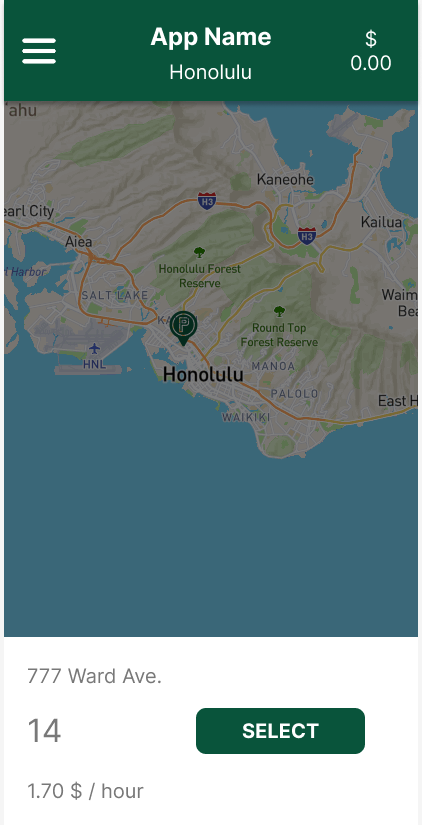 App Name
Honolulu
$
0.00
ahu
Kaneohe
H3
earl City
Kailua
Aiea
H3
Harbor
Honolulu Forest
Reserve
SALT LAKE
Waim
Bea
KA
P
Round Top
Forest Reserve
HNL
Honolulu
MANOA
PALOLO
East H
WAIKIKI
777 Ward Ave.
14
SELECT
1.70 $ / hour